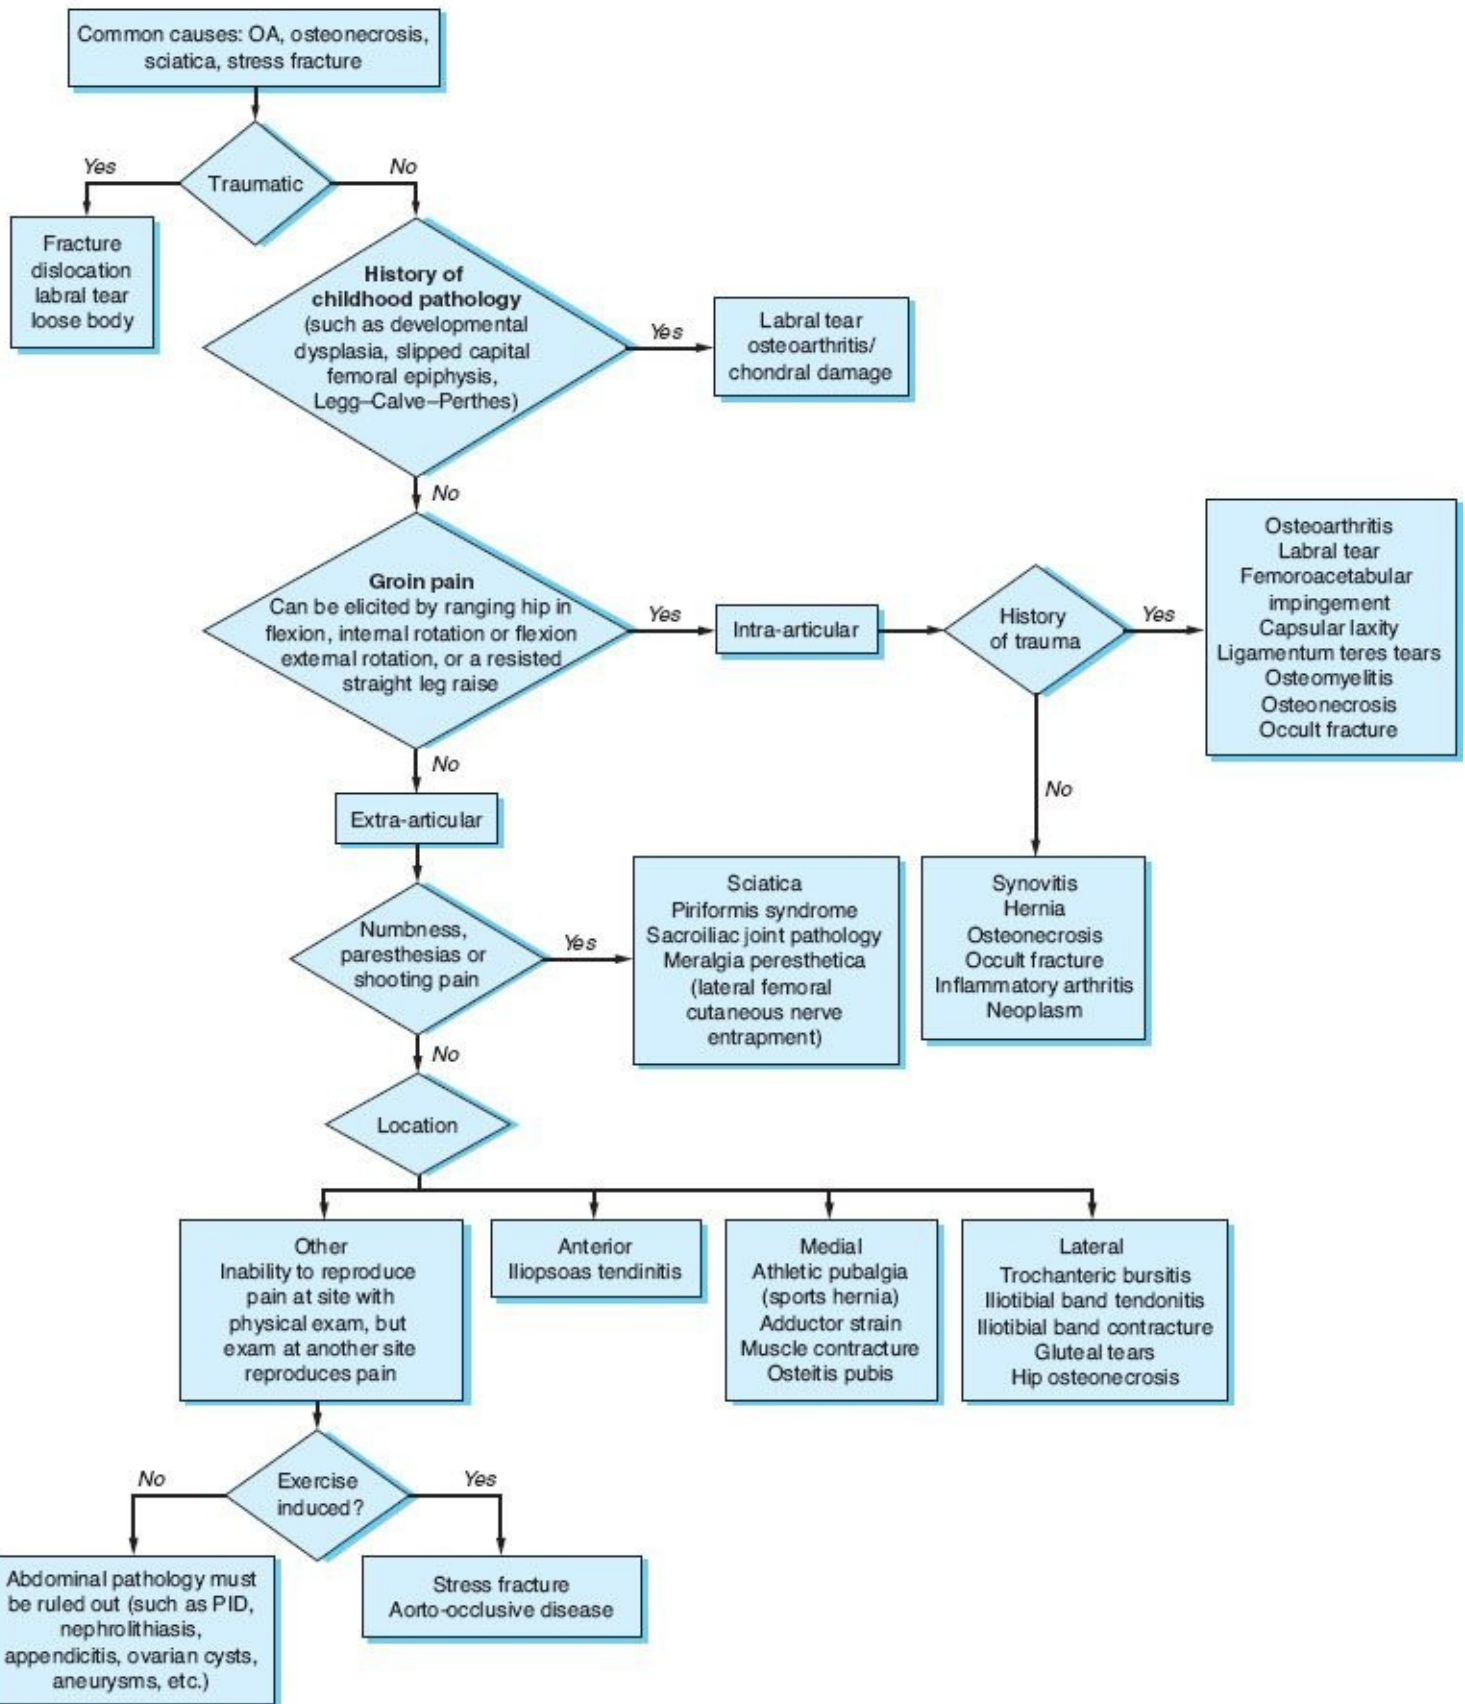 Common causes: OA, osteonecrosis,
sciatica, stress fracture
Traumatic
Yes
No
Fracture
dislocation
labral tear
loose body
History of
childhood pathology
(such as developmental
dysplasia, slipped capital
femoral epiphysis,
Legg–Calve–Perthes)
Yes
Labral tear
osteoarthritis/
chondral damage
No
Groin pain
Can be elicited by ranging hip in
flexion, internal rotation or flexion
external rotation, or a resisted
straight leg raise
Yes
Intra-articular
History
of trauma
Yes
Osteoarthritis
Labral tear
Femoroacetabular
impingement
Capsular laxity
Ligamentum teres tears
Osteomyelitis
Osteonecrosis
Occult fracture
No
Synovitis
Hernia
Osteonecrosis
Occult fracture
Inflammatory arthritis
Neoplasm
No
Extra-articular
Numbness,
paresthesias or
shooting pain
Yes
Sciatica
Piriformis syndrome
Sacroiliac joint pathology
Meralgia peresthetica
(lateral femoral
cutaneous nerve
entrapment)
No
Location
Other
Inability to reproduce
pain at site with
physical exam, but
exam at another site
reproduces pain
Anterior
Iliopsoas tendinitis
Medial
Athletic pubalgia
(sports hernia)
Adductor strain
Muscle contracture
Osteitis pubis
Lateral
Trochanteric bursitis
Iliotibial band tendonitis
Iliotibial band contracture
Gluteal tears
Hip osteonecrosis
Exercise
induced?
No
Yes
Abdominal pathology must
be ruled out (such as PID,
nephrolithiasis,
appendicitis, ovarian cysts,
aneurysms, etc.)
Stress fracture
Aorto-occlusive disease